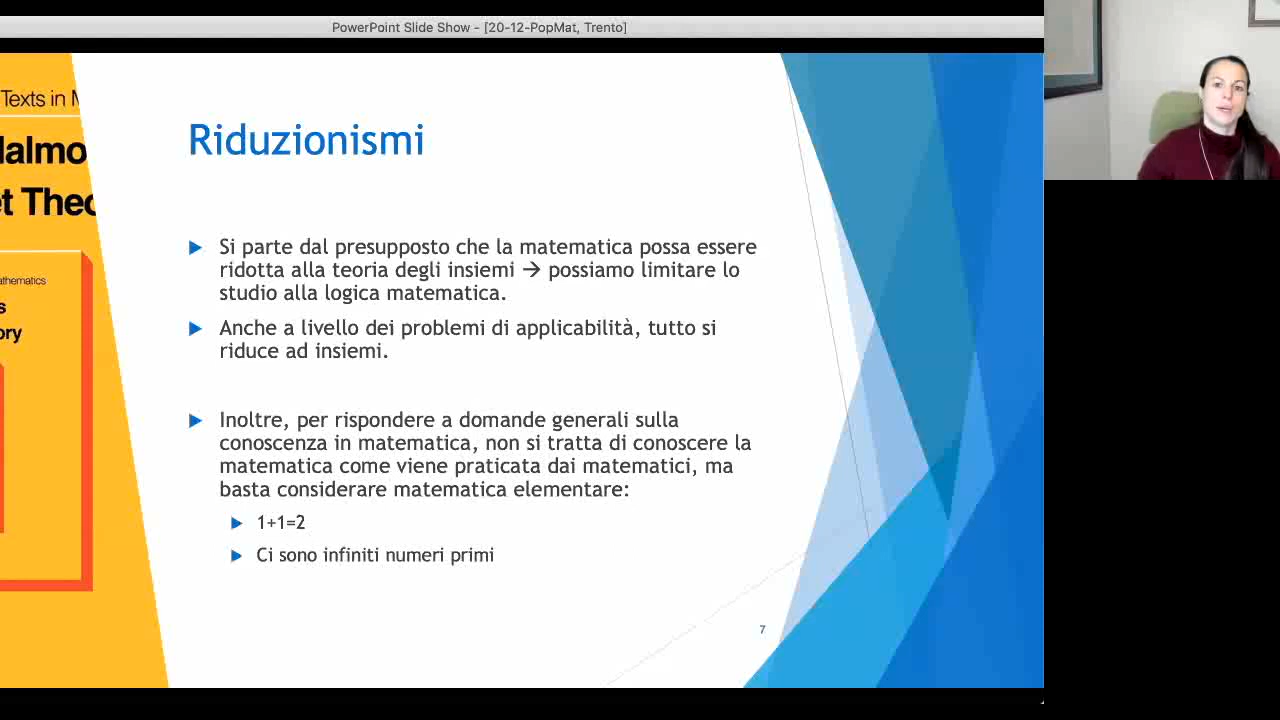 PowerPoint Slide Show - [20-12-PopMat, Trento]
Texts in
Halmo
et Theo
athematics
s
ory
Riduzionismi
Si parte dal presupposto che la matematica possa essere
ridotta alla teoria degli insiemi → possiamo limitare lo
studio alla logica matematica.
Anche a livello dei problemi di applicabilità, tutto si
riduce ad insiemi.
Inoltre, per rispondere a domande generali sulla
conoscenza in matematica, non si tratta di conoscere la
matematica come viene praticata dai matematici, ma
basta considerare matematica elementare:
1+1=2
Ci sono infiniti numeri primi
7